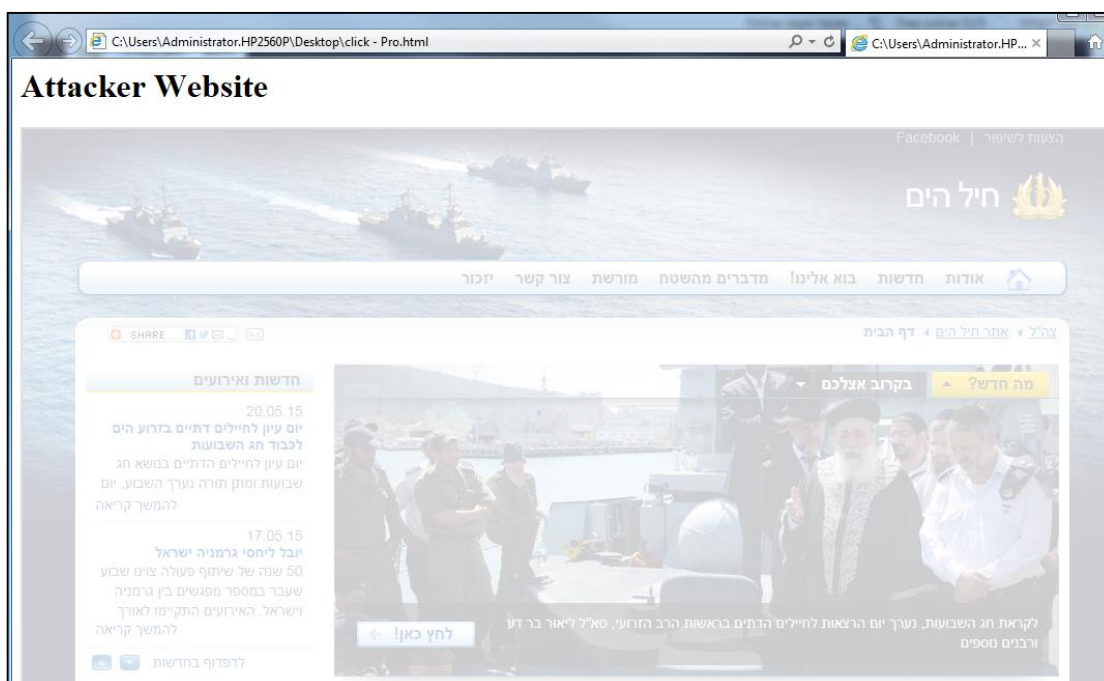 C:\Users\Administrator.HP2560P\Desktop\click - Pro.html
C:\Users\Administrator.HP... ×
Attacker Website
הצעות לשיפור | Facebook
חיל הים
אודות חדשות בוא אלינו! מדברים מהשטח מורשת צור קשר יזכור
צה"ל אתר חיל הים דף הבית
SHARE
מה חדש? בקרוב אצלכם
לקראת חג השבועות, נערך יום הרצאות לחיילים הדתים בראשות הרב הזרועי, סא"ל ליאור בר דע
ורבנים נוספים
לחץ כאן!
חדשות ואירועים
20.05.15
יום עיון לחיילים דתיים בזרוע הים
לכבוד חג השבועות
יום עיון לחיילים הדתיים בנושא חג
שבועות ומתן תורה נערך השבוע, יום
להמשך קריאה
17.05.15
יובל ליחסי גרמניה ישראל
50 שנה של שיתוף פעולה צוינו שבוע
שעבר במספר מפגשים בין גרמניה
וישראל. האירועים התקיימו לאורך
להמשך קריאה
לדפדוף בחדשות